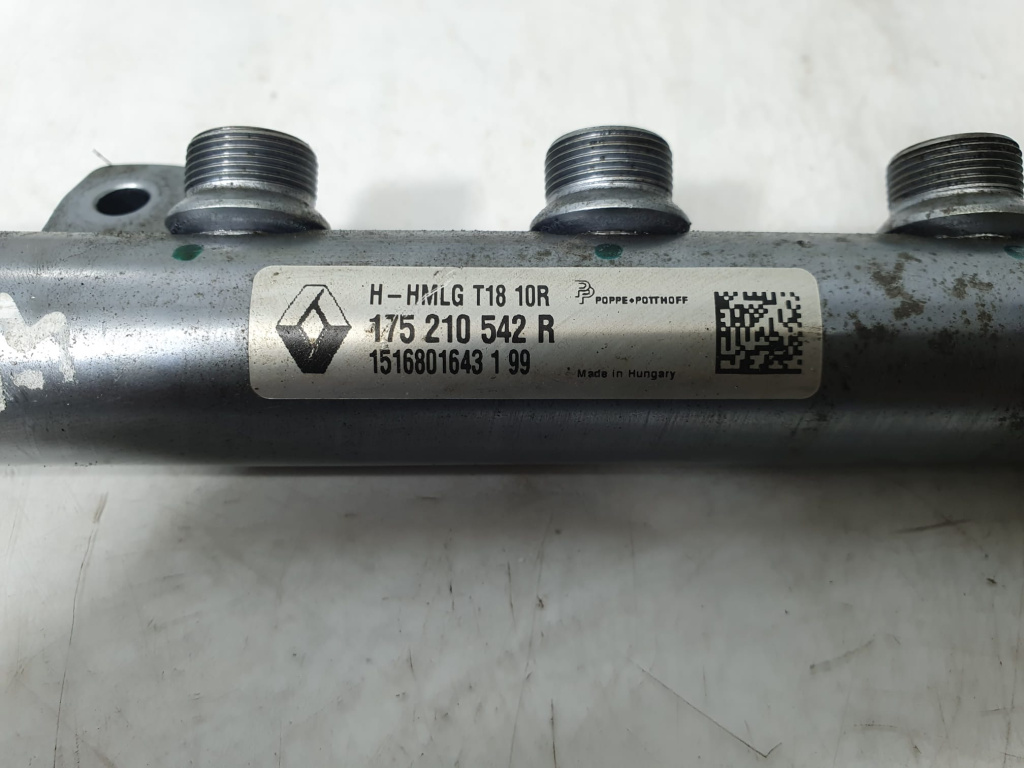 H-HMLG T18 10R
175 210 542 R
1516801643 1 99
POPPE+POTTHOFF
Made in Hungary